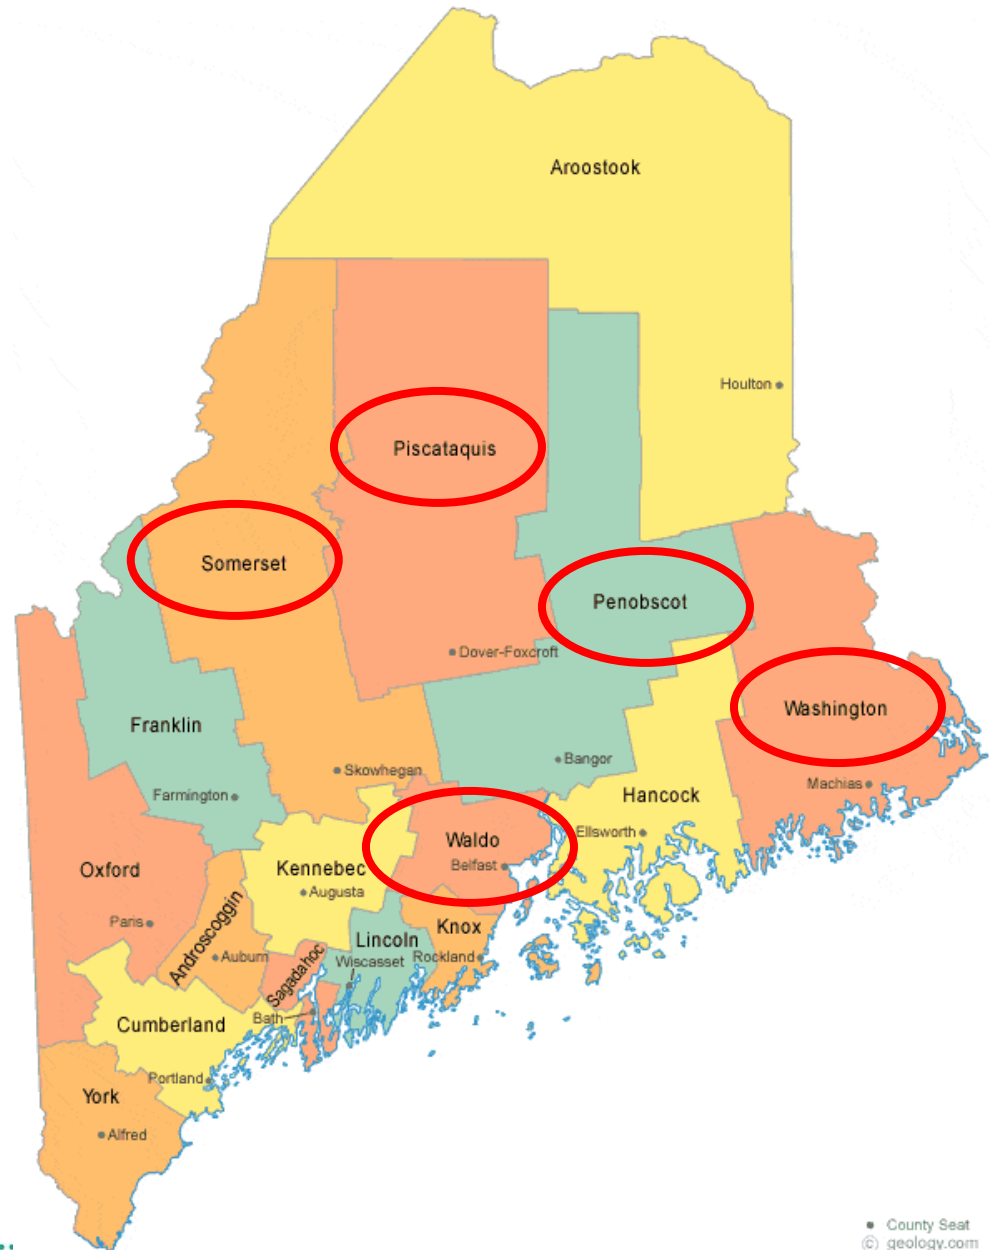 Aroostook
Houlton
Piscataquis
Somerset
Penobscot
Dover-Foxcroft
Washington
Franklin
Bangor
Skowhegan
Machias
Farmington
Hancock
Ellsworth
Waldo
Belfast
Oxford
Kennebec
Augusta
Paris
Androscoggin
Knox
Lincoln
Auburn
Rockland
Wiscasset
Sagadahoc
Bath
Cumberland
Portland
York
Alfred
County Seat
© geology.com